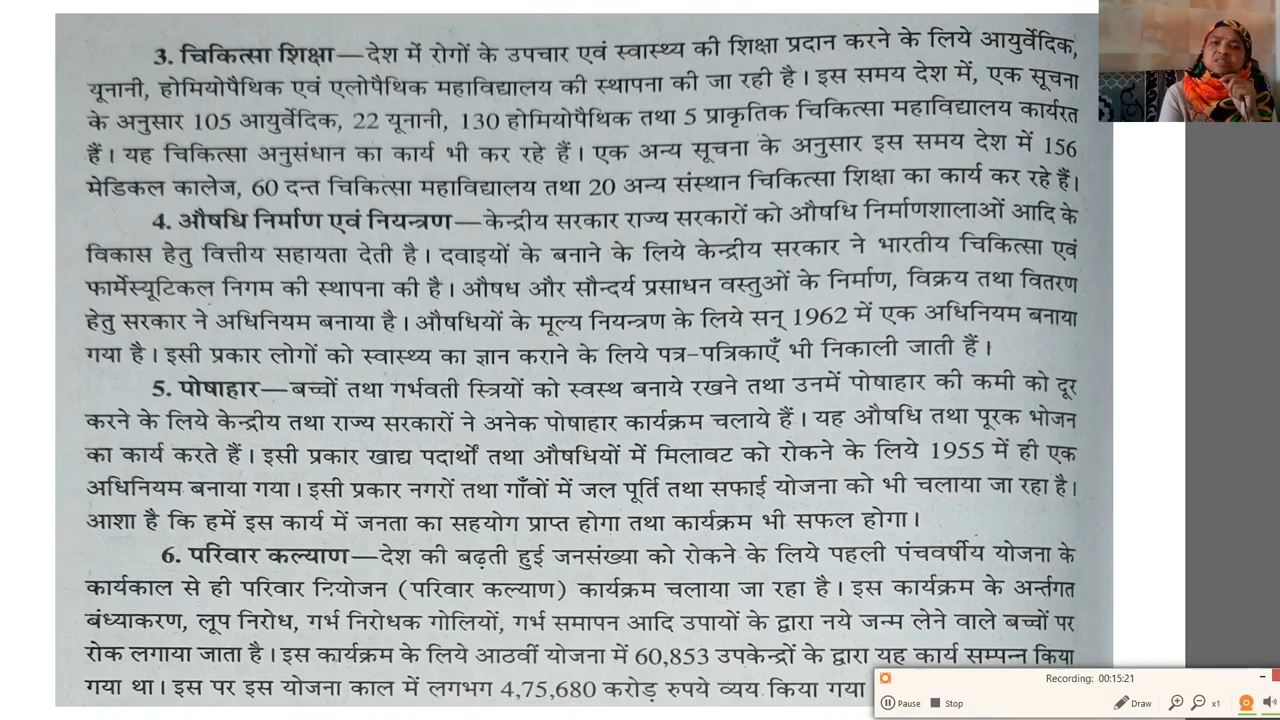 3. चिकित्सा शिक्षा—देश में रोगों के उपचार एवं स्वास्थ्य की शिक्षा प्रदान करने के लिये आयुर्वेदिक,
यूनानी, होमियोपैथिक एवं एलोपैथिक महाविद्यालय की स्थापना की जा रही है। इस समय देश में, एक सूचना
के अनुसार 105 आयुर्वेदिक, 22 यूनानी, 130 होमियोपैथिक तथा 5 प्राकृतिक चिकित्सा महाविद्यालय कार्यरत
हैं। यह चिकित्सा अनुसंधान का कार्य भी कर रहे हैं। एक अन्य सूचना के अनुसार इस समय देश में 156
मेडिकल कालेज, 60 दन्त चिकित्सा महाविद्यालय तथा 20 अन्य संस्थान चिकित्सा शिक्षा का कार्य कर रहे हैं।
4. औषधि निर्माण एवं नियन्त्रण—केन्द्रीय सरकार राज्य सरकारों को औषधि निर्माणशालाओं आदि के
विकास हेतु वित्तीय सहायता देती है। दवाइयों के बनाने के लिये केन्द्रीय सरकार ने भारतीय चिकित्सा एवं
फार्मेस्यूटिकल निगम की स्थापना की है। औषध और सौन्दर्य प्रसाधन वस्तुओं के निर्माण, विक्रय तथा वितरण
हेतु सरकार ने अधिनियम बनाया है। औषधियों के मूल्य नियन्त्रण के लिये सन् 1962 में एक अधिनियम बनाया
गया है। इसी प्रकार लोगों को स्वास्थ्य का ज्ञान कराने के लिये पत्र-पत्रिकाएँ भी निकाली जाती हैं।
5. पोषाहार—बच्चों तथा गर्भवती स्त्रियों को स्वस्थ बनाये रखने तथा उनमें पोषाहार की कमी को दूर
करने के लिये केन्द्रीय तथा राज्य सरकारों ने अनेक पोषाहार कार्यक्रम चलाये हैं। यह औषधि तथा पूरक भोजन
का कार्य करते हैं। इसी प्रकार खाद्य पदार्थों तथा औषधियों में मिलावट को रोकने के लिये 1955 में ही एक
अधिनियम बनाया गया। इसी प्रकार नगरों तथा गाँवों में जल पूर्ति तथा सफाई योजना को भी चलाया जा रहा है।
आशा है कि हमें इस कार्य में जनता का सहयोग प्राप्त होगा तथा कार्यक्रम भी सफल होगा।
6. परिवार कल्याण—देश की बढ़ती हुई जनसंख्या को रोकने के लिये पहली पंचवर्षीय योजना के
कार्यकाल से ही परिवार नियोजन (परिवार कल्याण) कार्यक्रम चलाया जा रहा है। इस कार्यक्रम के अर्न्तगत
बंध्याकरण, लूप निरोध, गर्भ निरोधक गोलियों, गर्भ समापन आदि उपायों के द्वारा नये जन्म लेने वाले बच्चों पर
रोक लगाया जाता है। इस कार्यक्रम के लिये आठवीं योजना में 60,853 उपकेन्द्रों के द्वारा यह कार्य सम्पन्न किया
गया था। इस पर इस योजना काल में लगभग 4,75,680 करोड़ रुपये व्यय किया गया
Recording: 00:15:21
Pause Stop Draw x1